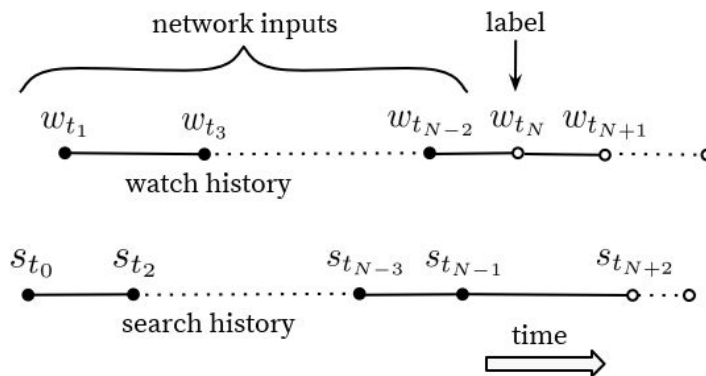 network inputs label
w_{t_1} w_{t_3} w_{t_{N-2}} w_{t_N} w_{t_{N+1}}
watch history
s_{t_0} s_{t_2} s_{t_{N-3}} s_{t_{N-1}} s_{t_{N+2}}
search history
time